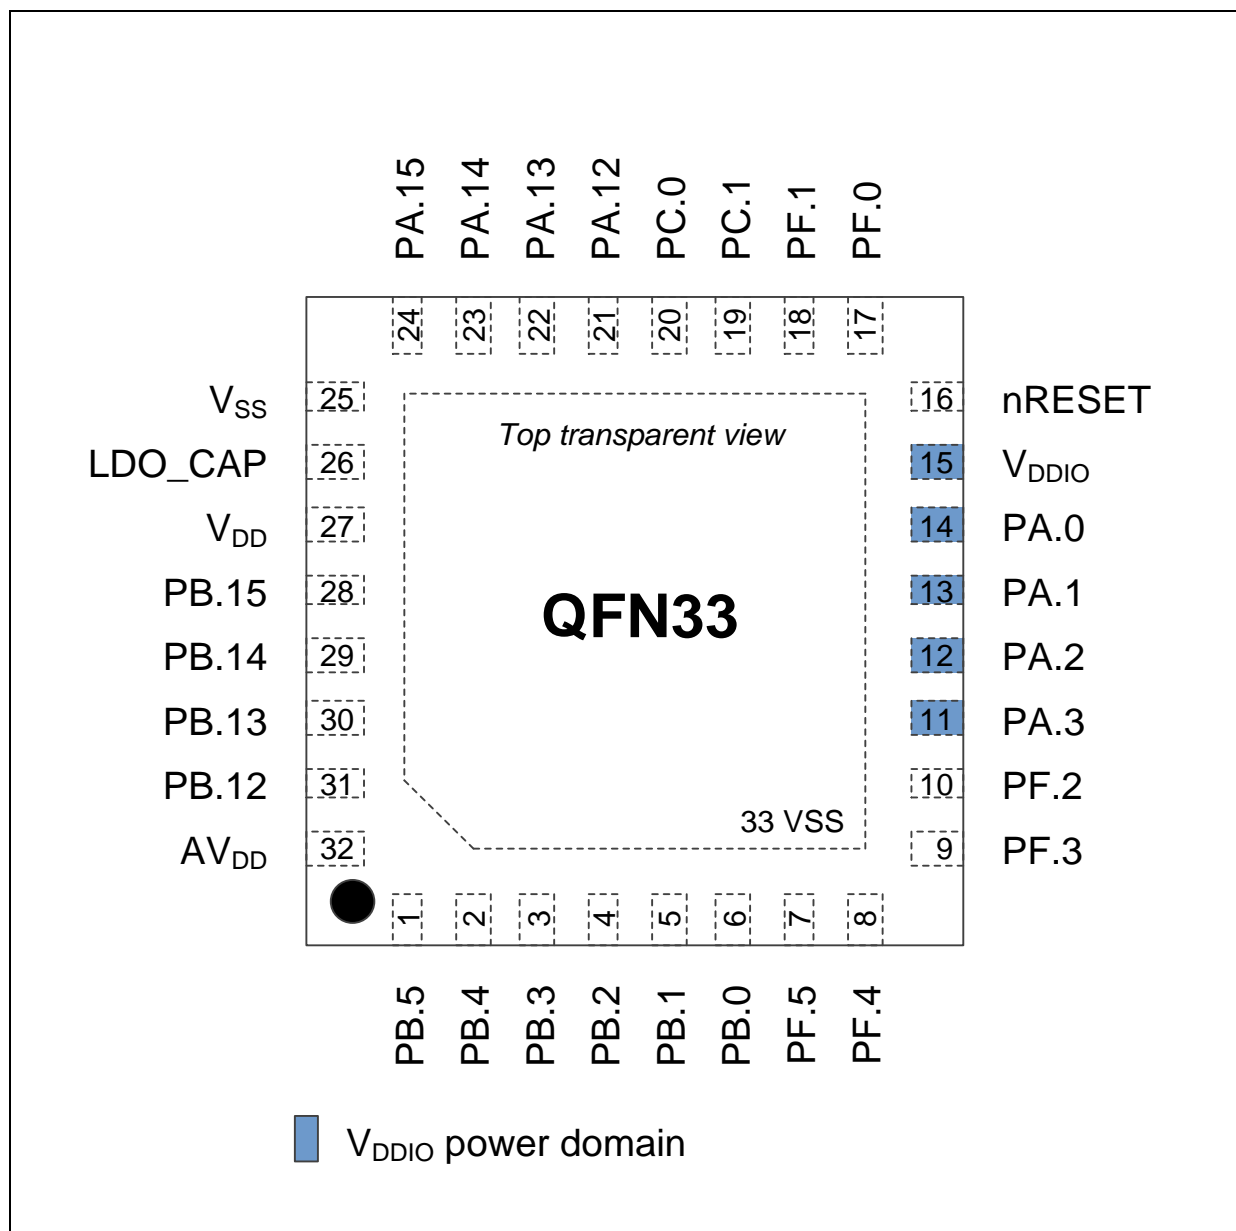 PA.15
PA.14
PA.13
PA.12
PC.0
PC.1
PF.1
PF.0
24
23
22
21
20
19
18
17
VSS 25
LDO_CAP 26
VDD 27
PB.15 28
PB.14 29
PB.13 30
PB.12 31
AVDD 32
Top transparent view
QFN33
33 VSS
16 nRESET
15 VDDIO
14 PA.0
13 PA.1
12 PA.2
11 PA.3
10 PF.2
9 PF.3
1
2
3
4
5
6
7
8
PB.5
PB.4
PB.3
PB.2
PB.1
PB.0
PF.5
PF.4
VDDIO power domain